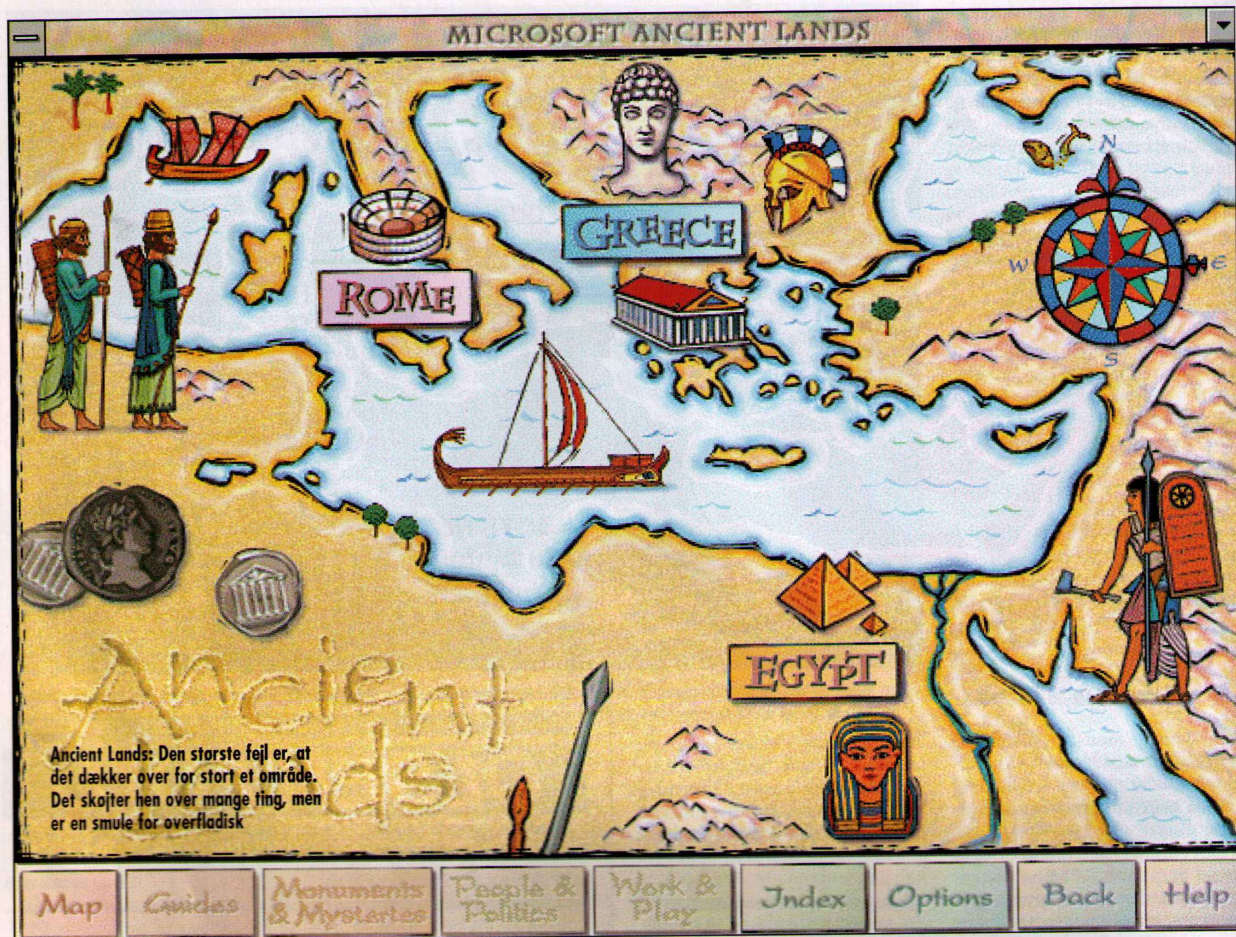 MICROSOFT ANCIENT LANDS
N
GREECE
W
E
ROME
S
EGYPT
Ancient
Lands
Ancient Lands: Den største fejl er, at
det dækker over for stort et område.
Det skøjter hen over mange ting, men
er en smule for overfladisk
Map
Guides
Monuments
& Mysteries
People &
Politics
Work &
Play
Index
Options
Back
Help